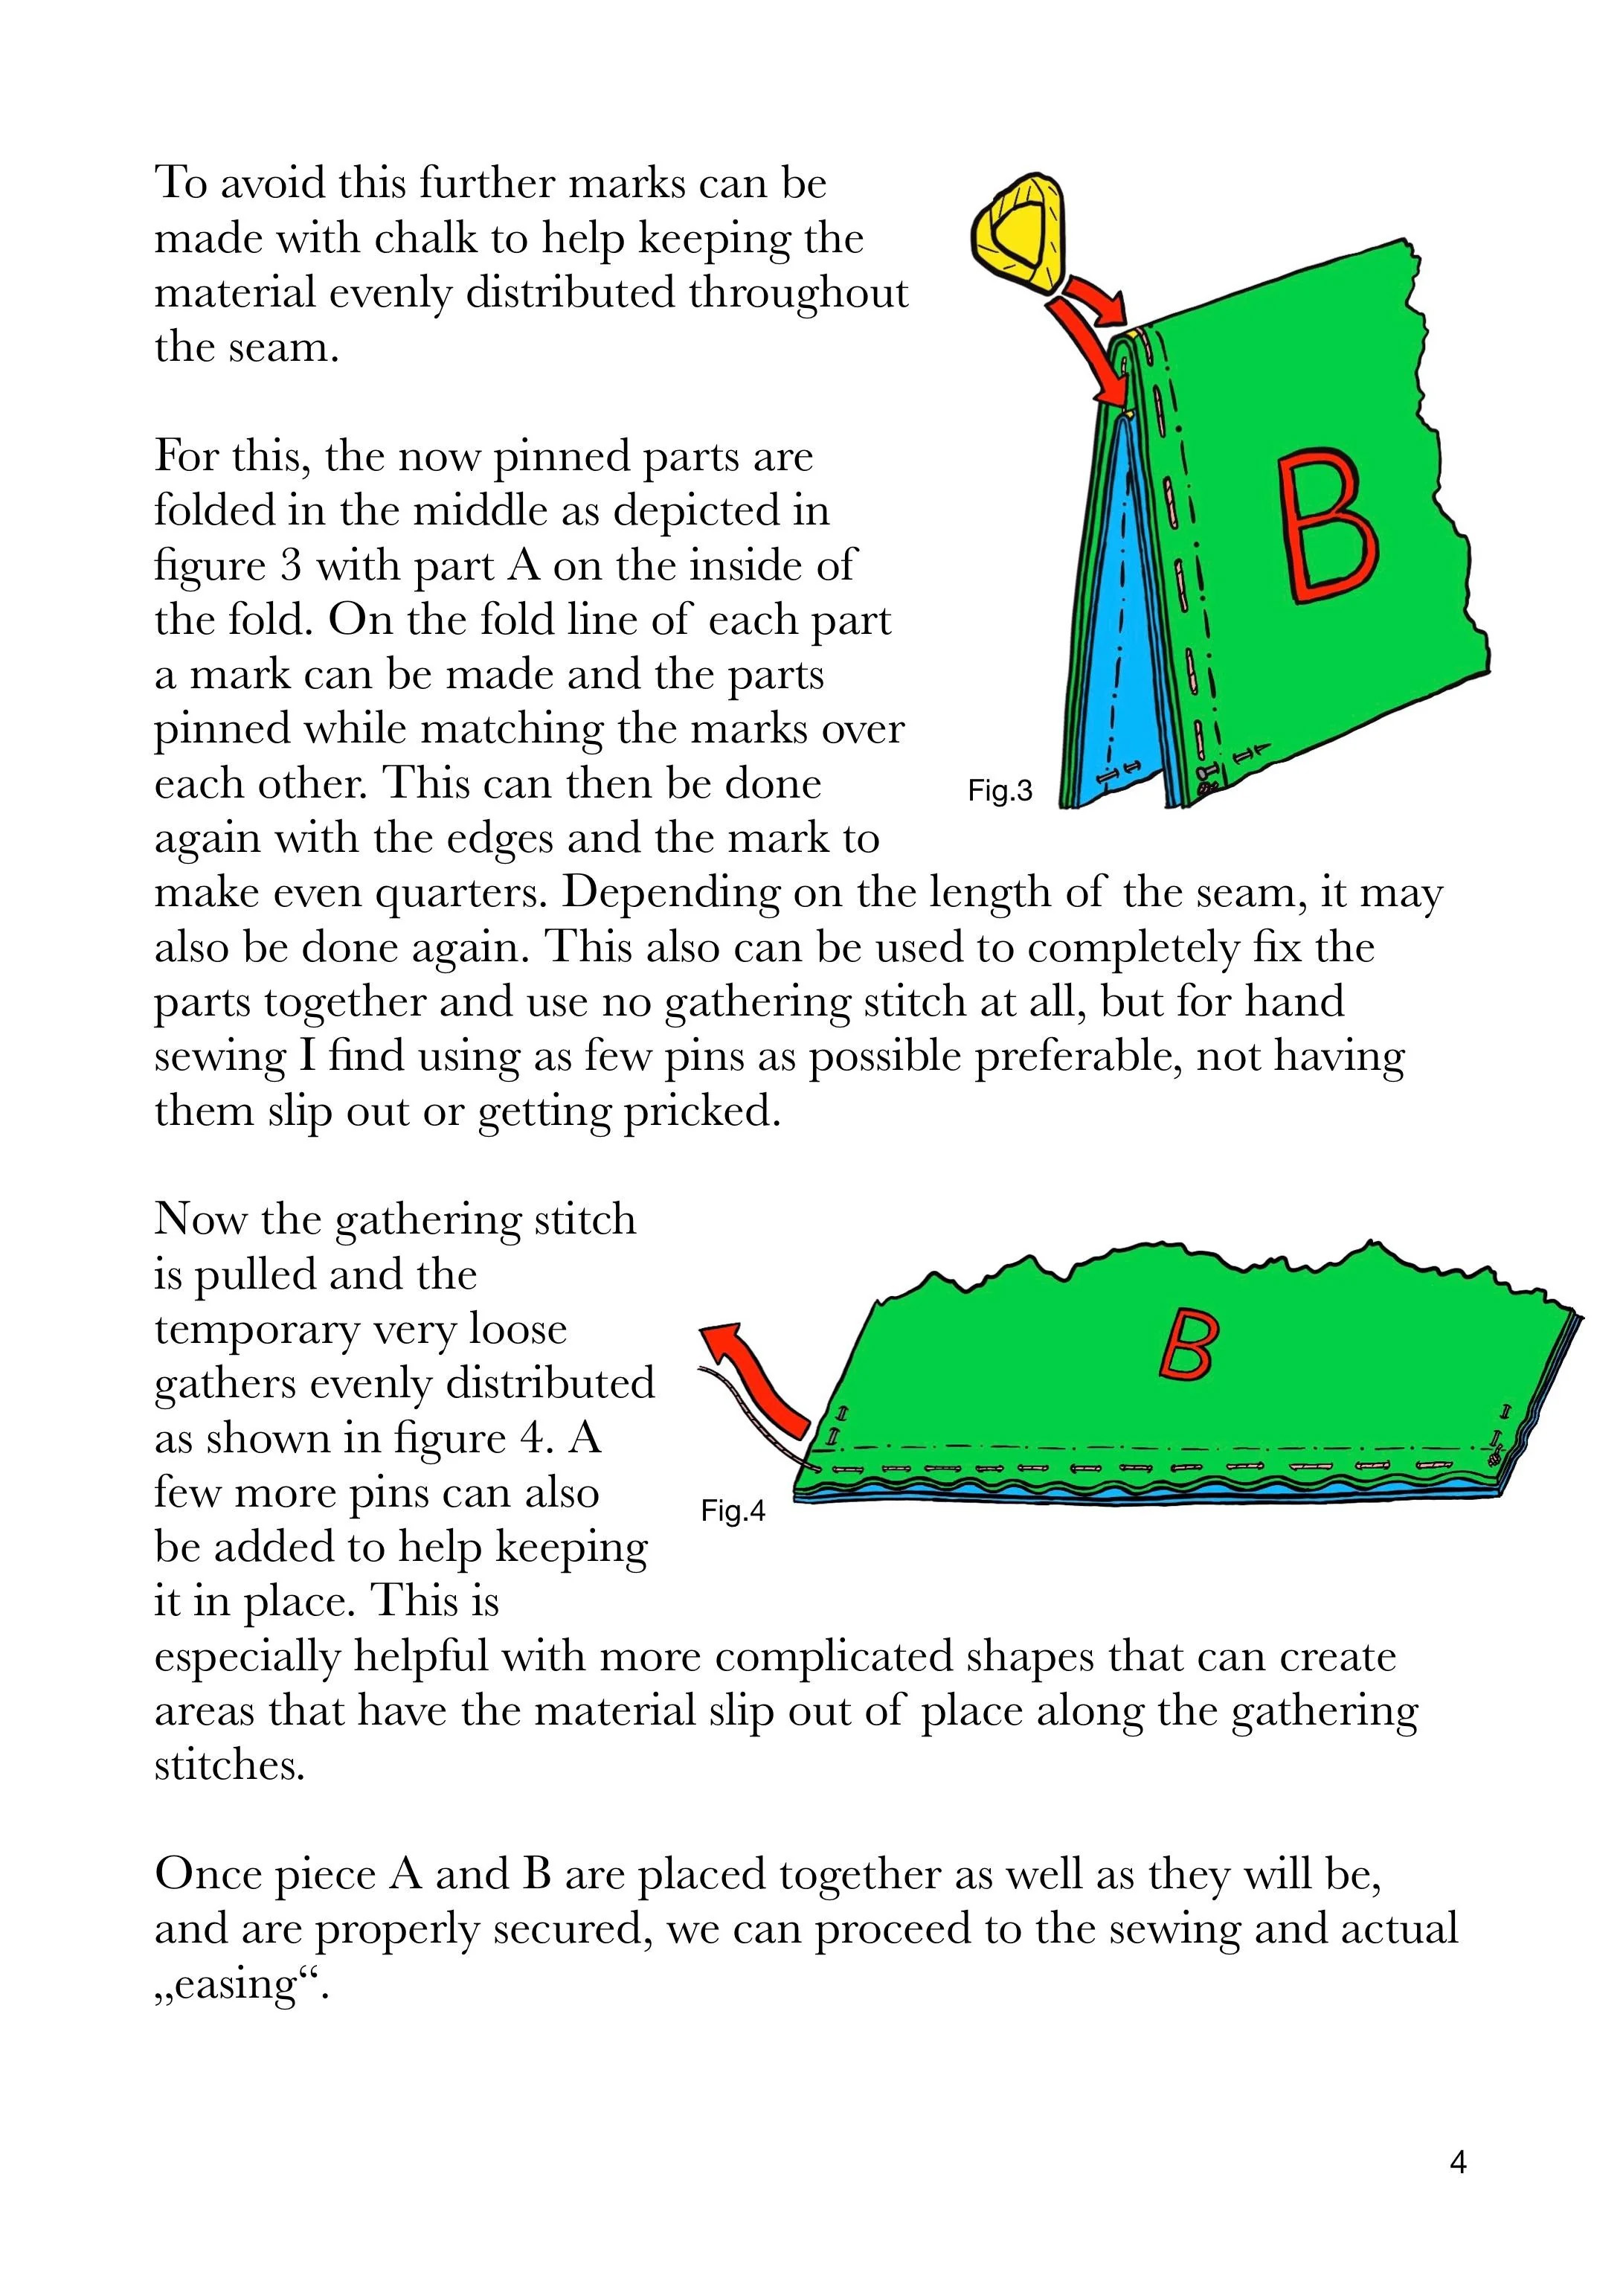 To avoid this further marks can be
made with chalk to help keeping the
material evenly distributed throughout
the seam.
For this, the now pinned parts are
folded in the middle as depicted in
figure 3 with part A on the inside of
the fold. On the fold line of each part
a mark can be made and the parts
pinned while matching the marks over
each other. This can then be done
again with the edges and the mark to
make even quarters. Depending on the length of the seam, it may
also be done again. This also can be used to completely fix the
parts together and use no gathering stitch at all, but for hand
sewing I find using as few pins as possible preferable, not having
them slip out or getting pricked.
B
Fig.3
Now the gathering stitch
is pulled and the
temporary very loose
gathers evenly distributed
as shown in figure 4. A
few more pins can also
be added to help keeping
it in place. This is
especially helpful with more complicated shapes that can create
areas that have the material slip out of place along the gathering
stitches.
B
Fig.4
Once piece A and B are placed together as well as they will be,
and are properly secured, we can proceed to the sewing and actual
„easing“.
4